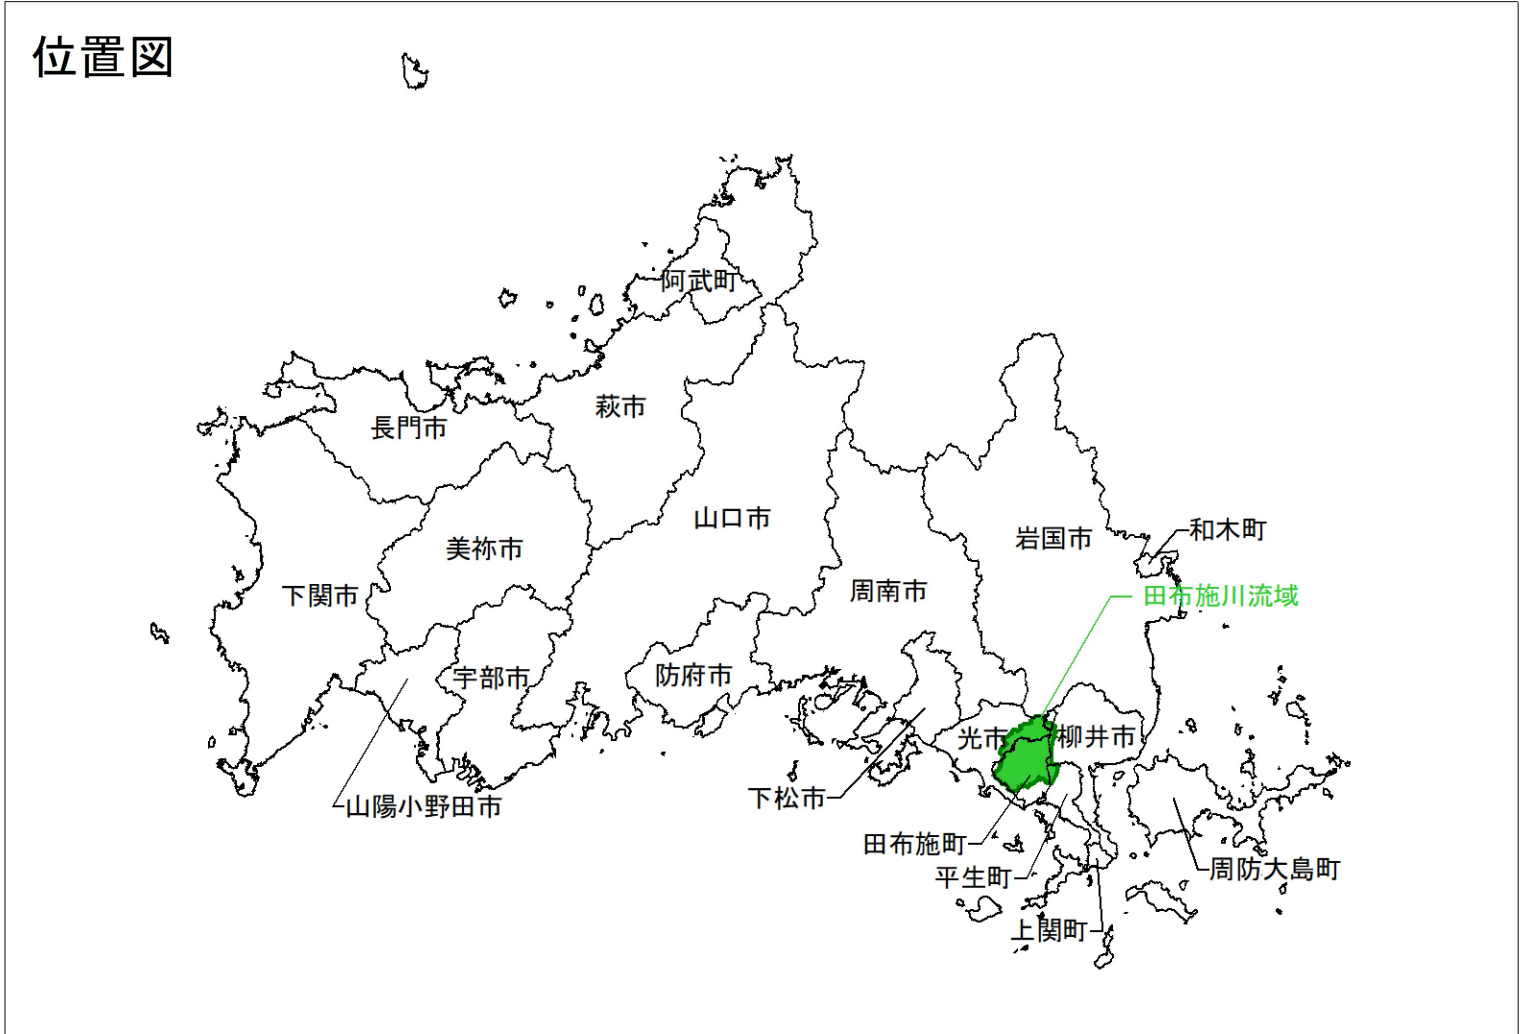 位置図
阿武町
萩市
長門市
山口市
和木町
岩国市
美祢市
周南市
下関市
田布施川流域
防府市
宇部市
光市
柳井市
下松市
山陽小野田市
田布施町
周防大島町
平生町
上関町